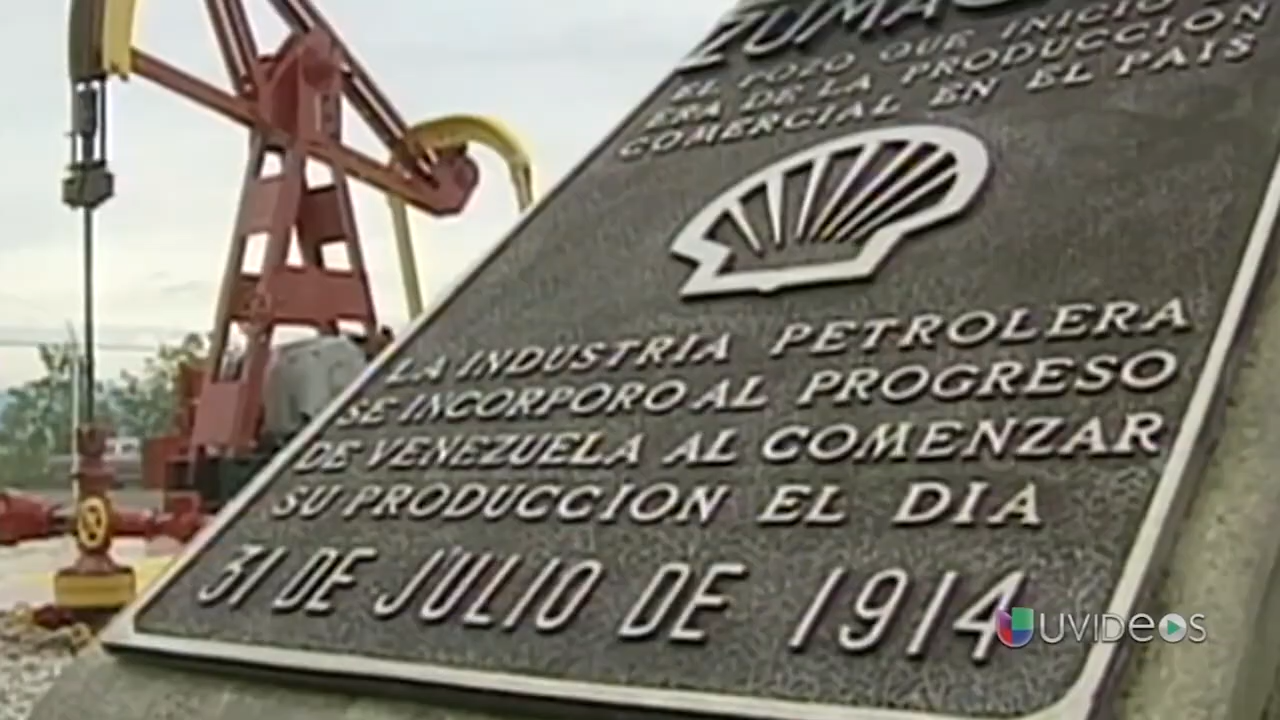 ZUMA
EL POZO QUE INICIO
ERA DE LA PRODUCCION
COMERCIAL EN EL PAIS
LA INDUSTRIA PETROLERA
SE INCORPORO AL PROGRESO
DE VENEZUELA AL COMENZAR
SU PRODUCCION EL DIA
31 DE JULIO DE 1914
UVIDEOS